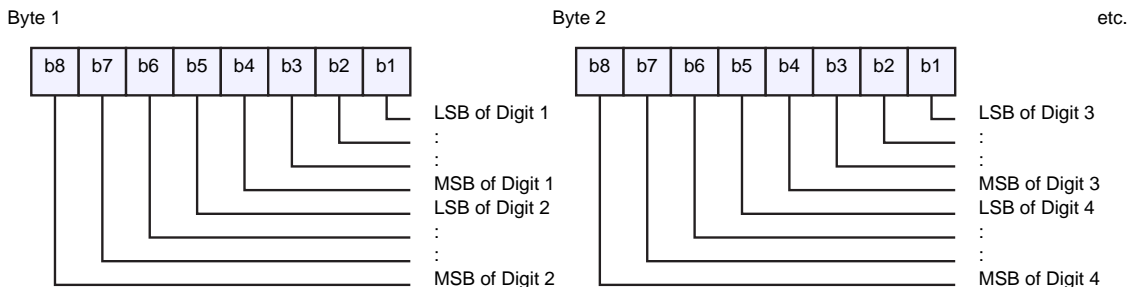 Byte 1 Byte 2 etc.
b8 b7 b6 b5 b4 b3 b2 b1 b8 b7 b6 b5 b4 b3 b2 b1
LSB of Digit 1 LSB of Digit 3
: :
: :
MSB of Digit 1 MSB of Digit 3
LSB of Digit 2 LSB of Digit 4
: :
: :
MSB of Digit 2 MSB of Digit 4